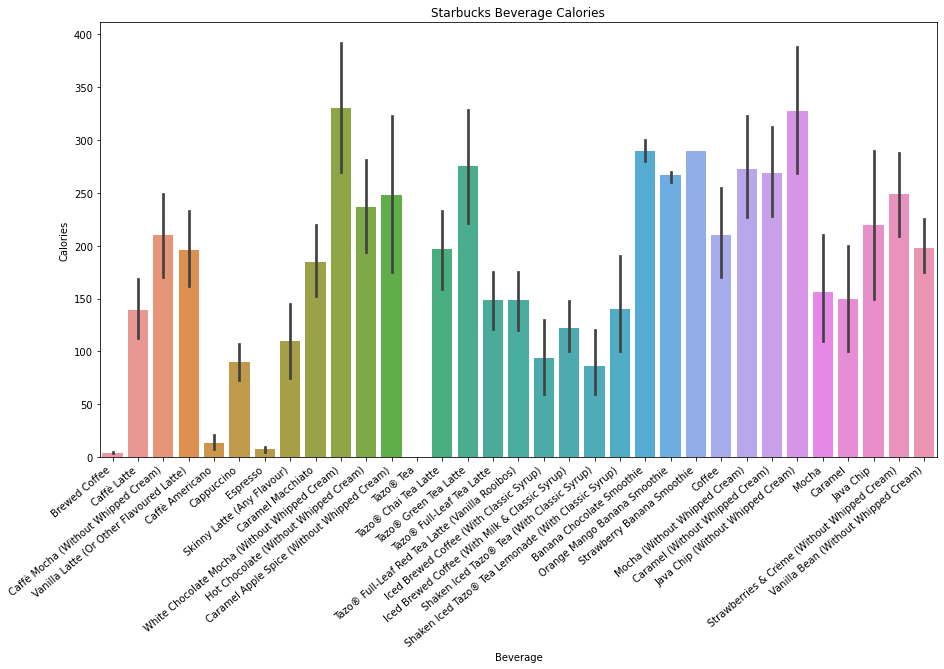 Starbucks Beverage Calories
400
350
300
250
200
150
100
50
0
Calories
Brewed Coffee
Caffè Latte
Caffè Mocha (Without Whipped Cream)
Vanilla Latte (Or Other Flavoured Latte)
Caffè Americano
Cappuccino
Espresso
Skinny Latte (Any Flavour)
Caramel Macchiato
White Chocolate Mocha (Without Whipped Cream)
Hot Chocolate (Without Whipped Cream)
Caramel Apple Spice (Without Whipped Cream)
Tazo® Tea
Tazo® Chai Tea Latte
Tazo® Green Tea Latte
Tazo® Full-Leaf Tea Latte
Tazo® Full-Leaf Red Tea Latte (Vanilla Rooibos)
Iced Brewed Coffee (With Classic Syrup)
Iced Brewed Coffee (With Milk & Classic Syrup)
Shaken Iced Tazo® Tea (With Classic Syrup)
Shaken Iced Tazo® Tea Lemonade (With Classic Syrup)
Banana Chocolate Smoothie
Orange Mango Banana Smoothie
Strawberry Banana Smoothie
Coffee
Mocha (Without Whipped Cream)
Caramel (Without Whipped Cream)
Java Chip (Without Whipped Cream)
Mocha
Caramel
Java Chip
Strawberries & Crème (Without Whipped Cream)
Vanilla Bean (Without Whipped Cream)
Beverage